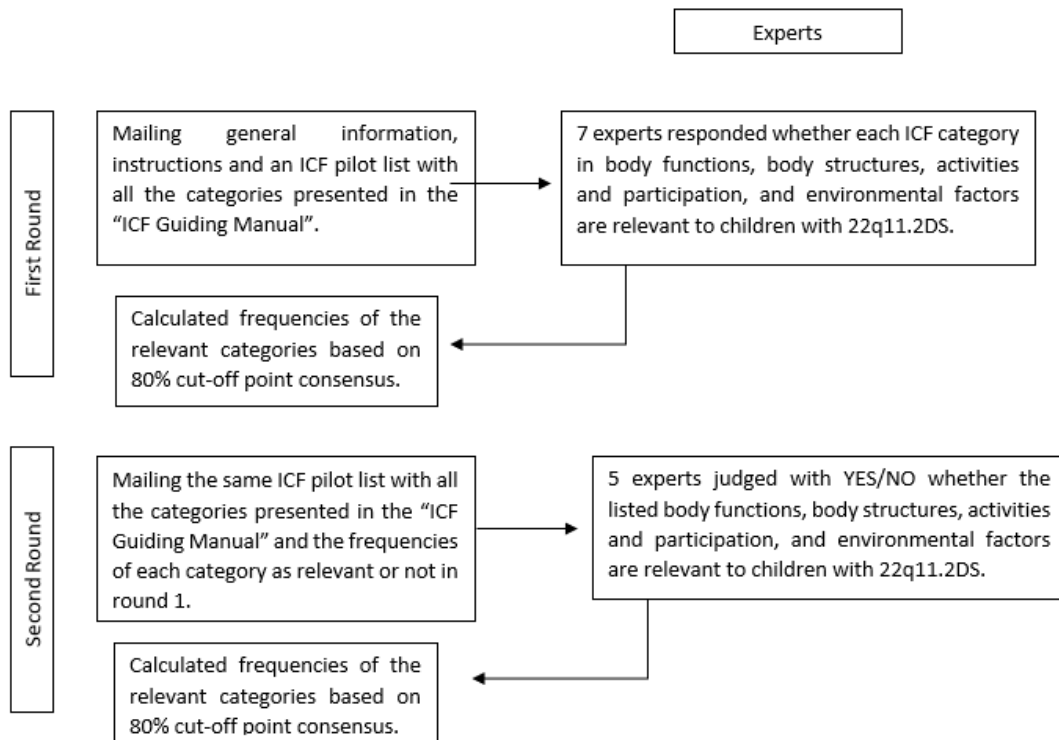 Experts
First Round
Mailing general information,
instructions and an ICF pilot list with
all the categories presented in the
“ICF Guiding Manual”.
7 experts responded whether each ICF category
in body functions, body structures, activities
and participation, and environmental factors
are relevant to children with 22q11.2DS.
Calculated frequencies of the
relevant categories based on
80% cut-off point consensus.
Second Round
Mailing the same ICF pilot list with all
the categories presented in the “ICF
Guiding Manual” and the frequencies
of each category as relevant or not in
round 1.
5 experts judged with YES/NO whether the
listed body functions, body structures, activities
and participation, and environmental factors
are relevant to children with 22q11.2DS.
Calculated frequencies of the
relevant categories based on
80% cut-off point consensus.